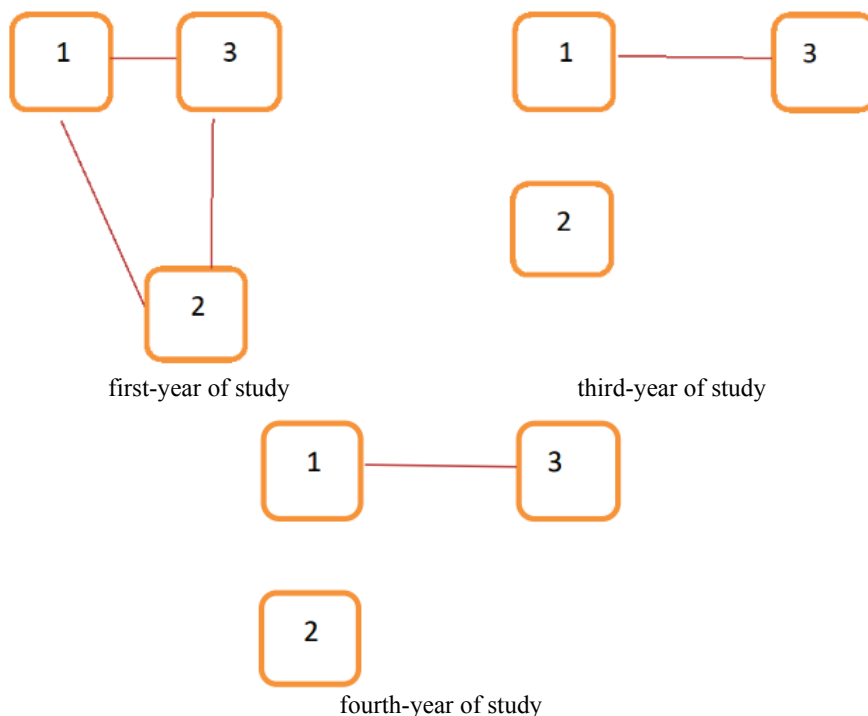 1 3 1 3
2 2
first-year of study third-year of study
1 3
2
fourth-year of study